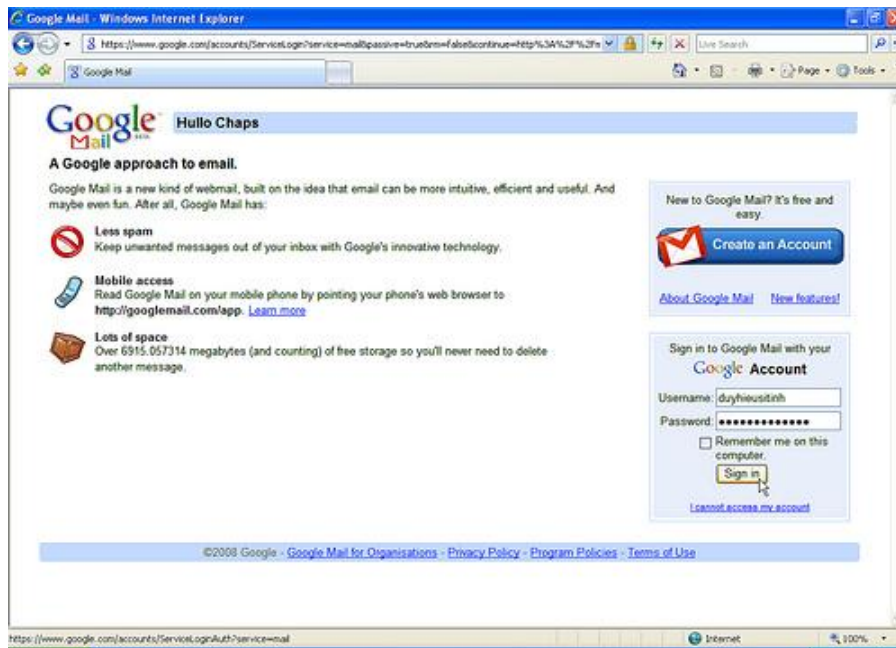 Google Mail - Windows Internet Explorer
https://www.google.com/accounts/ServiceLogin?service=mail&passive=true&rm=false&continue=http%3A%2F%2Fm
Live Search
Google Mail
Page
Tools
Google
Mail BETA
Hullo Chaps
A Google approach to email.
Google Mail is a new kind of webmail, built on the idea that email can be more intuitive, efficient and useful. And
maybe even fun. After all, Google Mail has:
Less spam
Keep unwanted messages out of your inbox with Google's innovative technology.
Mobile access
Read Google Mail on your mobile phone by pointing your phone's web browser to
http://googlemail.com/app. Learn more
Lots of space
Over 6915.057314 megabytes (and counting) of free storage so you'll never need to delete
another message.
New to Google Mail? It's free and
easy.
Create an Account
About Google Mail New features!
Sign in to Google Mail with your
Google Account
Username: duyhieusitinh
Password: •••••••••••••
Remember me on this
computer.
Sign in
I cannot access my account
©2008 Google - Google Mail for Organisations - Privacy Policy - Program Policies - Terms of Use
https://www.google.com/accounts/ServiceLoginAuth?service=mail
Internet
100%